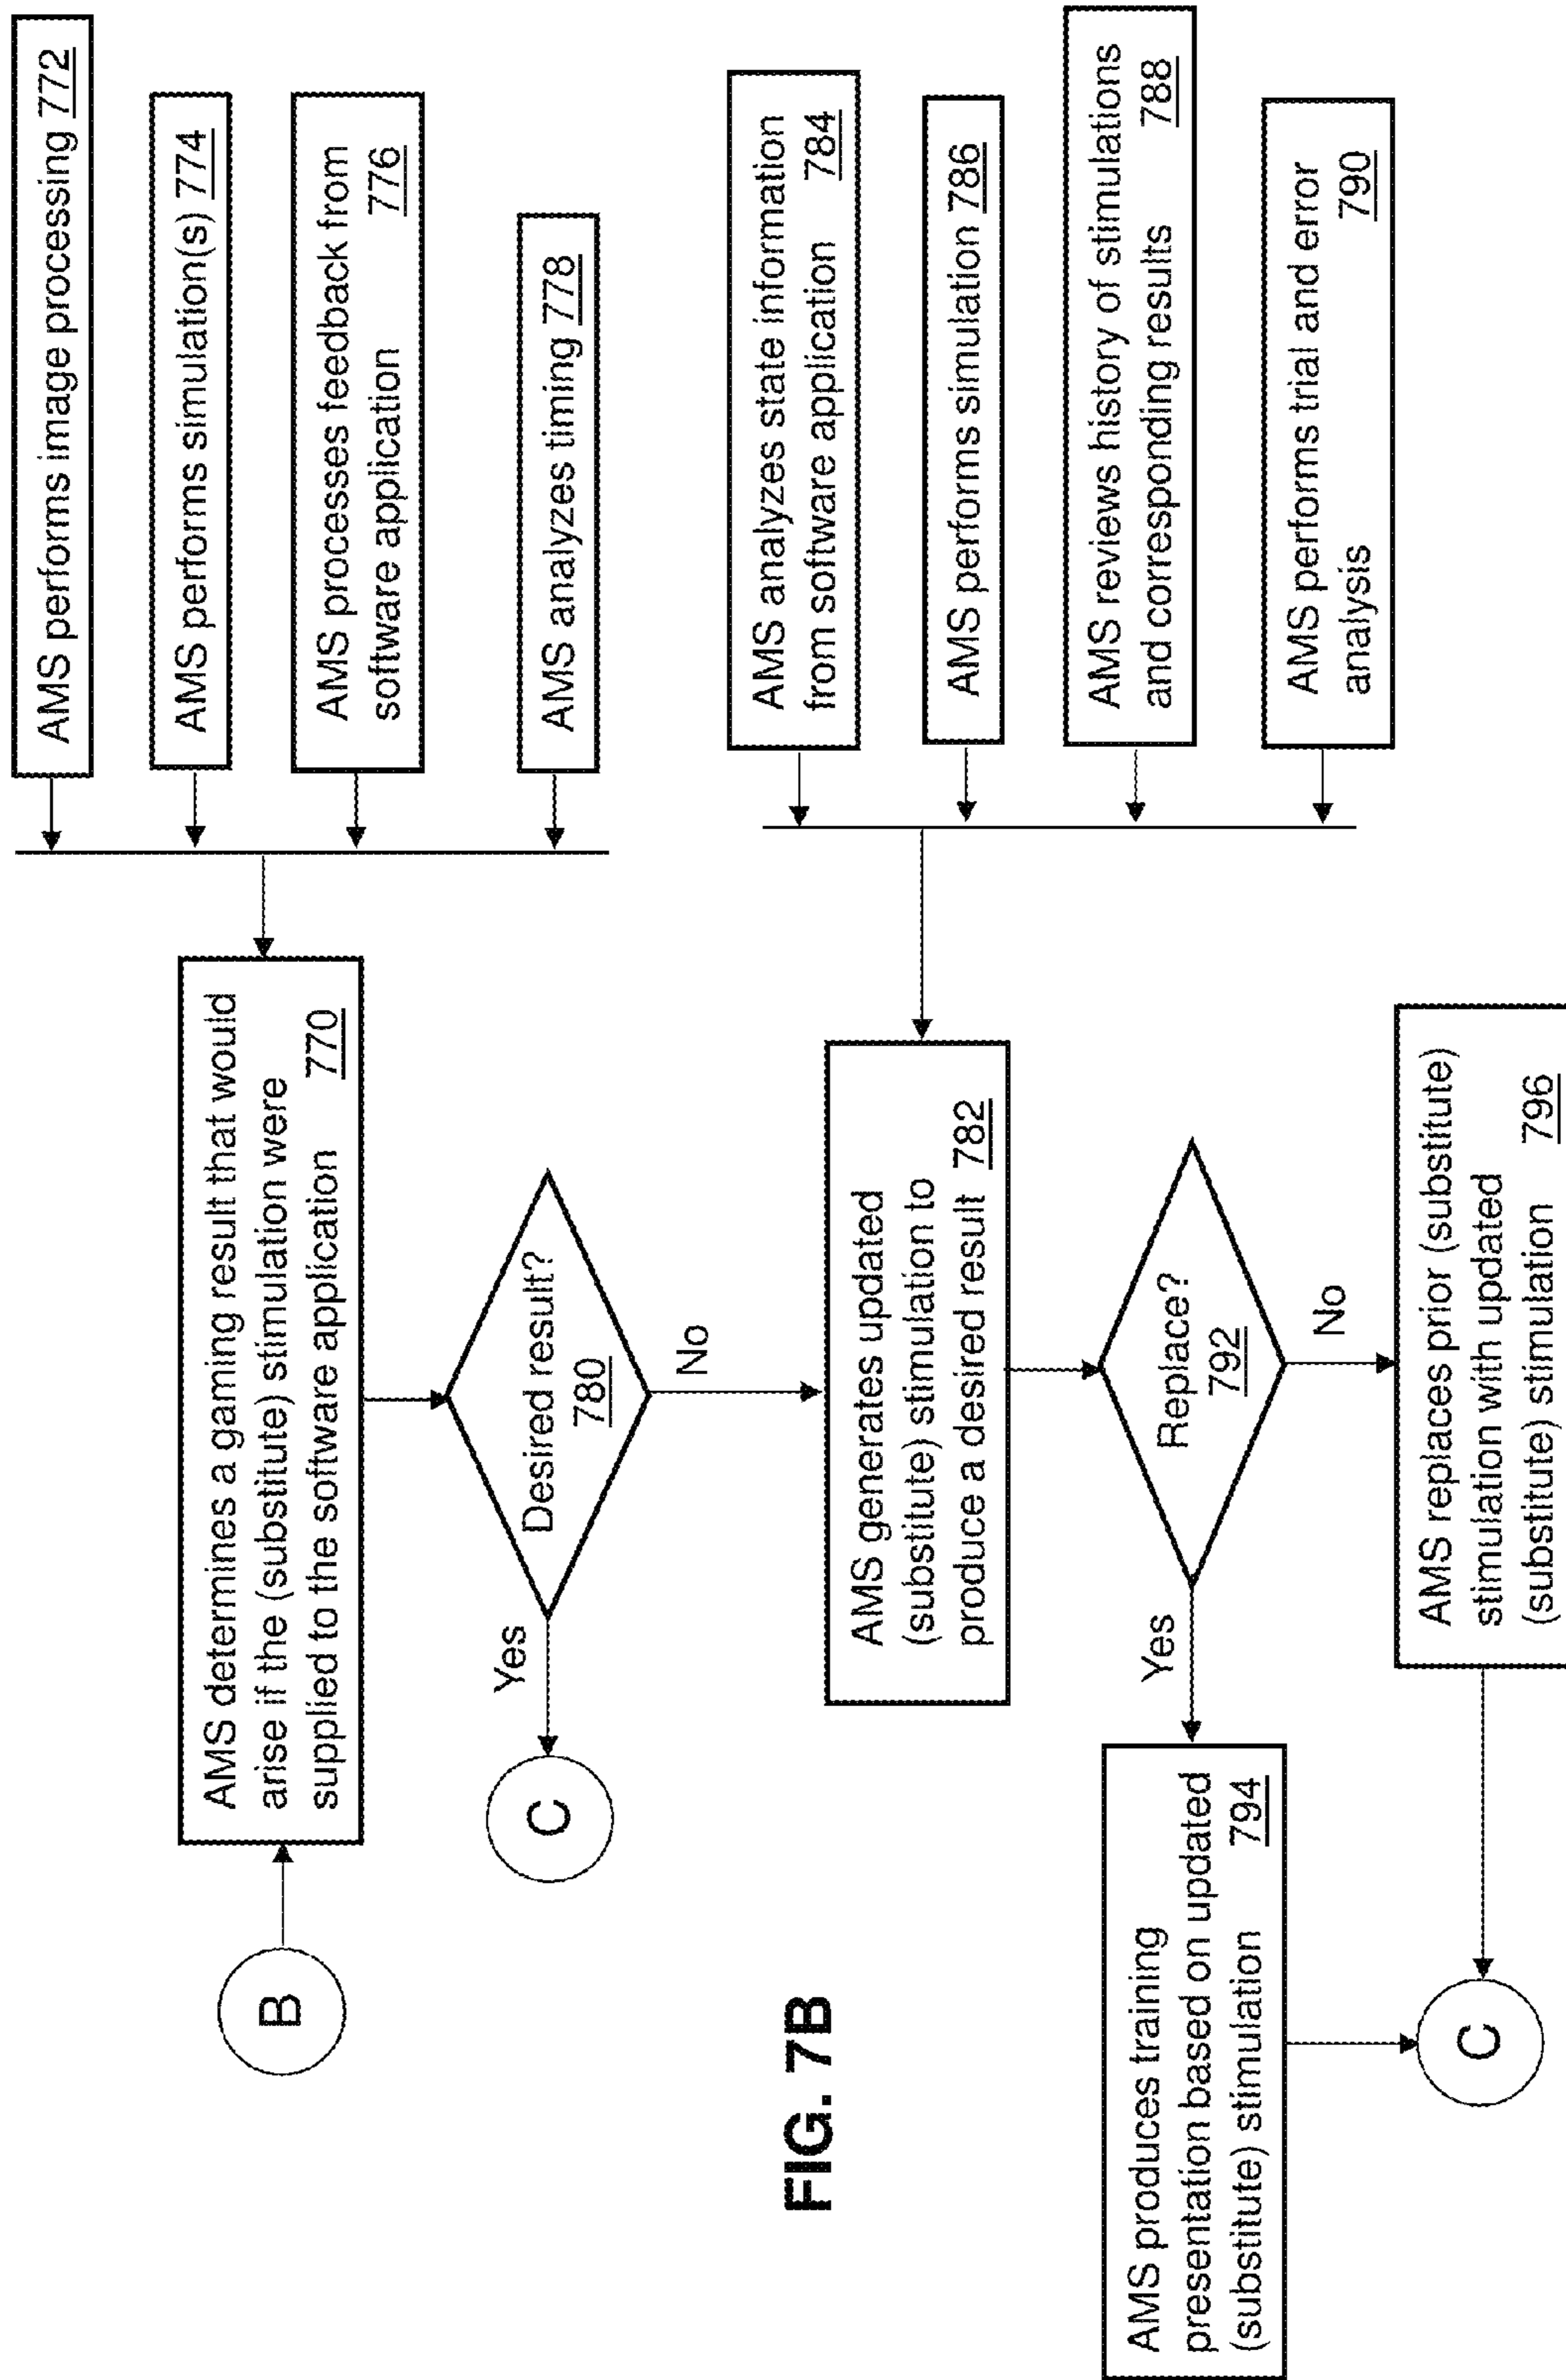 B
AMS determines a gaming result that would
arise if the (substitute) stimulation were
supplied to the software application 770
AMS performs image processing 772
AMS performs simulation(s) 774
AMS processes feedback from
software application 776
AMS analyzes timing 778
Desired result?
780
Yes
C
No
AMS generates updated
(substitute) stimulation to
produce a desired result 782
AMS analyzes state information
from software application 784
AMS performs simulation 786
AMS reviews history of stimulations
and corresponding results 788
AMS performs trial and error
analysis 790
Replace?
792
Yes
No
AMS produces training
presentation based on updated
(substitute) stimulation 794
AMS replaces prior (substitute)
stimulation with updated
(substitute) stimulation 796
C
FIG. 7B